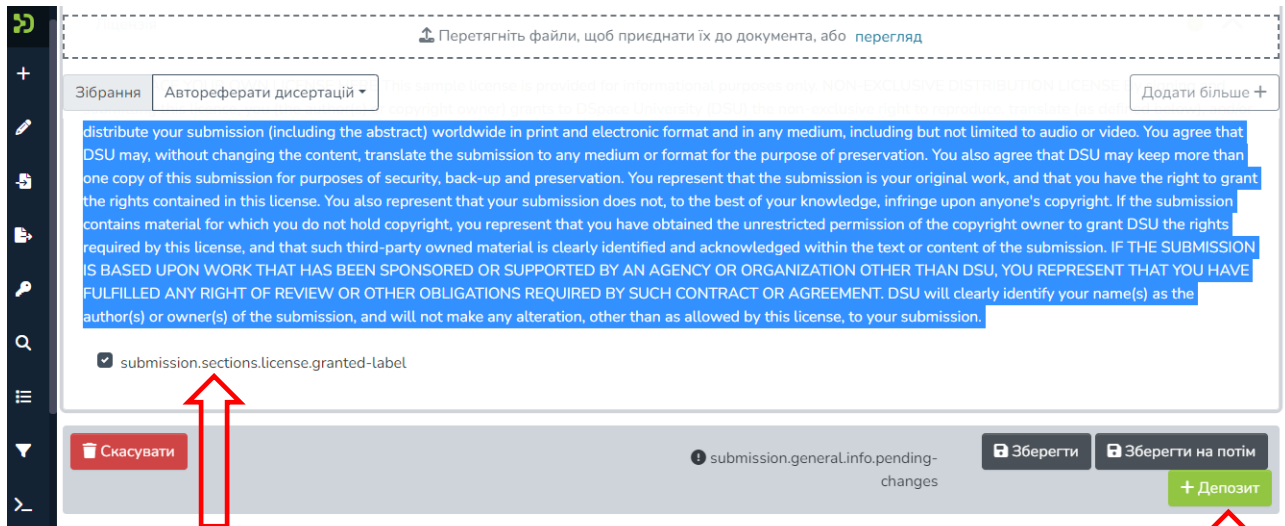 Перетягніть файли, щоб приєднати їх до документа, або перегляд
Зібрання Автореферати дисертацій
Додати більше +
distribute your submission (including the abstract) worldwide in print and electronic format and in any medium, including but not limited to audio or video. You agree that
DSU may, without changing the content, translate the submission to any medium or format for the purpose of preservation. You also agree that DSU may keep more than
one copy of this submission for purposes of security, back-up and preservation. You represent that the submission is your original work, and that you have the right to grant
the rights contained in this license. You also represent that your submission does not, to the best of your knowledge, infringe upon anyone's copyright. If the submission
contains material for which you do not hold copyright, you represent that you have obtained the unrestricted permission of the copyright owner to grant DSU the rights
required by this license, and that such third-party owned material is clearly identified and acknowledged within the text or content of the submission. IF THE SUBMISSION
IS BASED UPON WORK THAT HAS BEEN SPONSORED OR SUPPORTED BY AN AGENCY OR ORGANIZATION OTHER THAN DSU, YOU REPRESENT THAT YOU HAVE
FULFILLED ANY RIGHT OF REVIEW OR OTHER OBLIGATIONS REQUIRED BY SUCH CONTRACT OR AGREEMENT. DSU will clearly identify your name(s) as the
author(s) or owner(s) of the submission, and will not make any alteration, other than as allowed by this license, to your submission.
submission.sections.license.granted-label
Скасувати
submission.general.info.pending-
changes
Зберегти
Зберегти на потім
+ Депозит